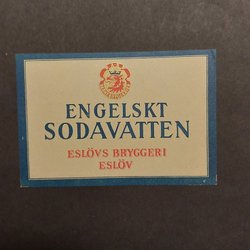 ENGELSKT
SODAVATTEN
ESLÖVS BRYGGERI
ESLÖV